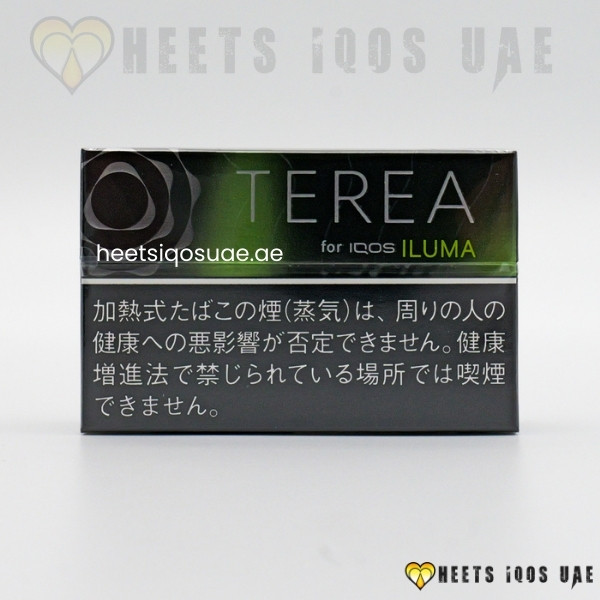 HEETS iQOS UAE
TEREA
heetsiqosuae.ae
for IQOS ILUMA
加熱式たばこの煙(蒸気)は、周りの人の
健康への悪影響が否定できません。健康
増進法で禁じられている場所では喫煙
できません。
HEETS iQOS UAE